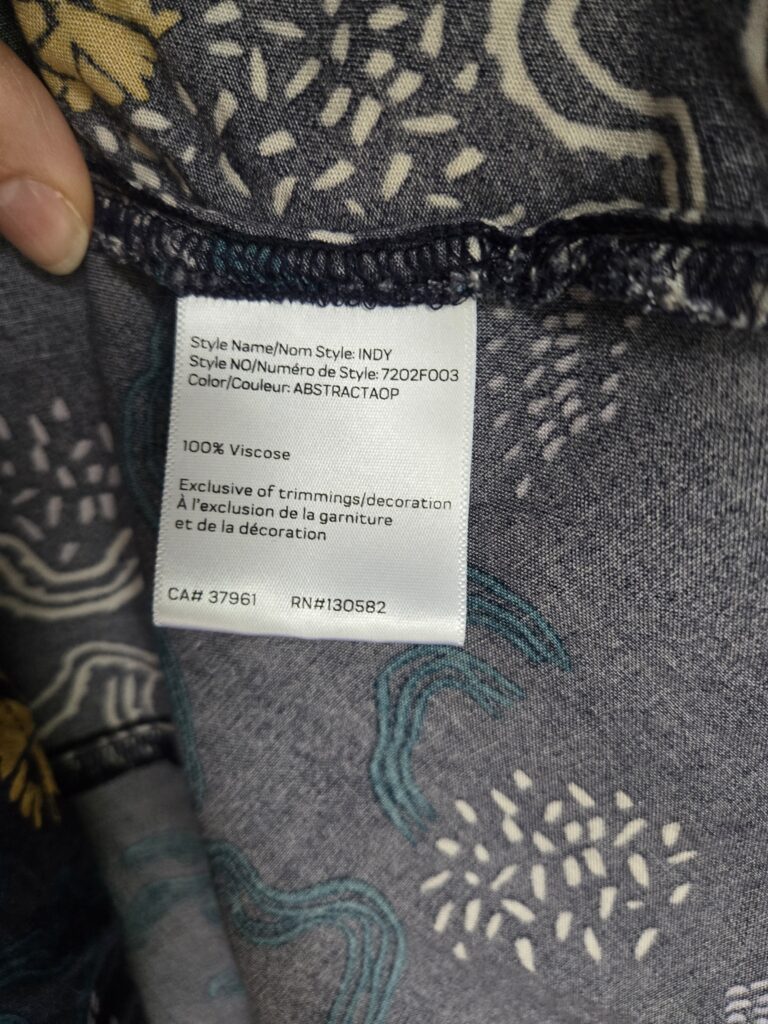 Style Name/Nom Style: INDY
Style NO/Numéro de Style: 7202F003
Color/Couleur: ABSTRACTAOP
100% Viscose
Exclusive of trimmings/decoration
À l'exclusion de la garniture
et de la décoration
CA# 37961 RN#130582